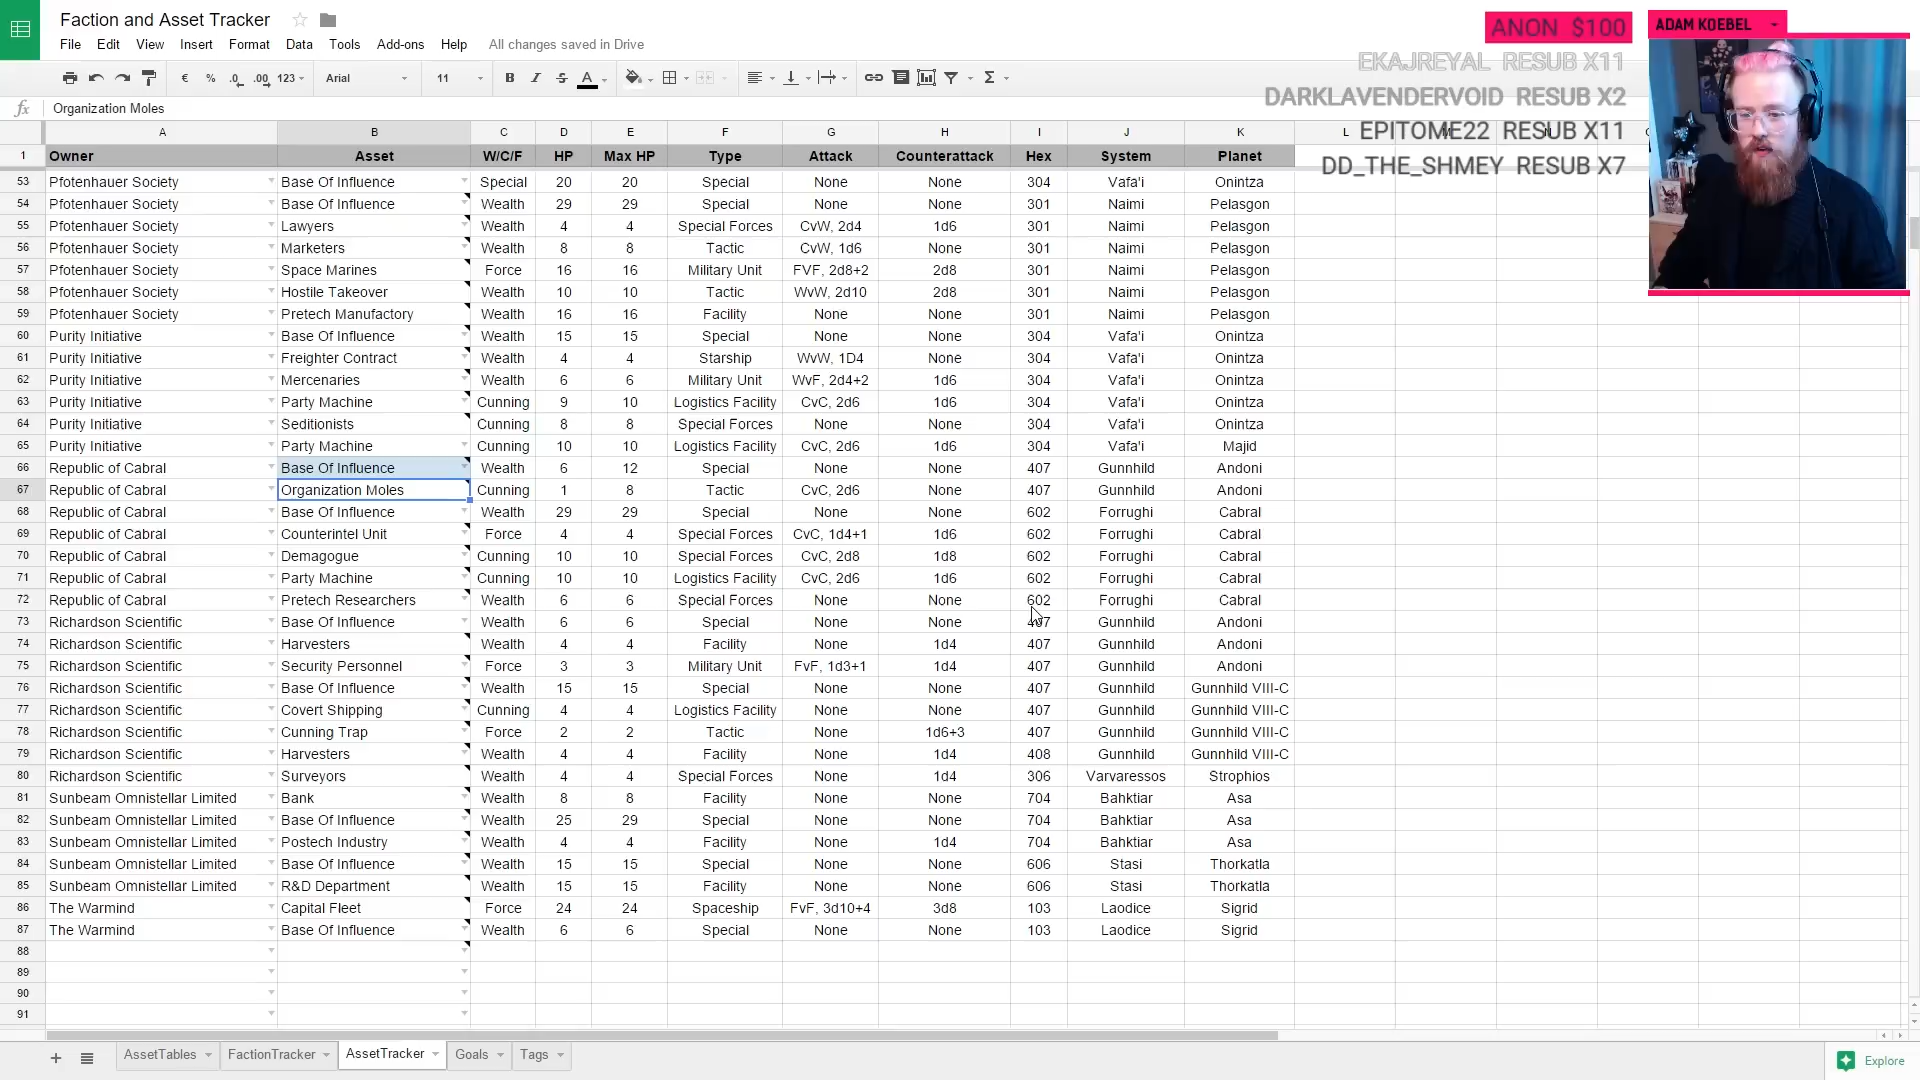 Faction and Asset Tracker
File Edit View Insert Format Data Tools Add-ons Help All changes saved in Drive
€ % .0 .00 123 Arial 11 B I S A
fx Organization Moles
A B C D E F G H I J K L
1 Owner Asset W/C/F HP Max HP Type Attack Counterattack Hex System Planet
53 Pfotenhauer Society Base Of Influence Special 20 20 Special None None 304 Vafa'i Onintza
54 Pfotenhauer Society Base Of Influence Wealth 29 29 Special None None 301 Naimi Pelasgon
55 Pfotenhauer Society Lawyers Wealth 4 4 Special Forces CvW, 2d4 1d6 301 Naimi Pelasgon
56 Pfotenhauer Society Marketers Wealth 8 8 Tactic CvW, 1d6 None 301 Naimi Pelasgon
57 Pfotenhauer Society Space Marines Force 16 16 Military Unit FVF, 2d8+2 2d8 301 Naimi Pelasgon
58 Pfotenhauer Society Hostile Takeover Wealth 10 10 Tactic WvW, 2d10 2d8 301 Naimi Pelasgon
59 Pfotenhauer Society Pretech Manufactory Wealth 16 16 Facility None None 301 Naimi Pelasgon
60 Purity Initiative Base Of Influence Wealth 15 15 Special None None 304 Vafa'i Onintza
61 Purity Initiative Freighter Contract Wealth 4 4 Starship WvW, 1D4 None 304 Vafa'i Onintza
62 Purity Initiative Mercenaries Wealth 6 6 Military Unit WvF, 2d4+2 1d6 304 Vafa'i Onintza
63 Purity Initiative Party Machine Cunning 9 10 Logistics Facility CvC, 2d6 1d6 304 Vafa'i Onintza
64 Purity Initiative Seditionists Cunning 8 8 Special Forces None None 304 Vafa'i Onintza
65 Purity Initiative Party Machine Cunning 10 10 Logistics Facility CvC, 2d6 1d6 304 Vafa'i Majid
66 Republic of Cabral Base Of Influence Wealth 6 12 Special None None 407 Gunnhild Andoni
67 Republic of Cabral Organization Moles Cunning 1 8 Tactic CvC, 2d6 None 407 Gunnhild Andoni
68 Republic of Cabral Base Of Influence Wealth 29 29 Special None None 602 Forrughi Cabral
69 Republic of Cabral Counterintel Unit Force 4 4 Special Forces CvC, 1d4+1 1d6 602 Forrughi Cabral
70 Republic of Cabral Demagogue Cunning 10 10 Special Forces CvC, 2d8 1d8 602 Forrughi Cabral
71 Republic of Cabral Party Machine Cunning 10 10 Logistics Facility CvC, 2d6 1d6 602 Forrughi Cabral
72 Republic of Cabral Pretech Researchers Wealth 6 6 Special Forces None None 602 Forrughi Cabral
73 Richardson Scientific Base Of Influence Wealth 6 6 Special None None 407 Gunnhild Andoni
74 Richardson Scientific Harvesters Wealth 4 4 Facility None 1d4 407 Gunnhild Andoni
75 Richardson Scientific Security Personnel Force 3 3 Military Unit FvF, 1d3+1 1d4 407 Gunnhild Andoni
76 Richardson Scientific Base Of Influence Wealth 15 15 Special None None 407 Gunnhild Gunnhild VIII-C
77 Richardson Scientific Covert Shipping Cunning 4 4 Logistics Facility None None 407 Gunnhild Gunnhild VIII-C
78 Richardson Scientific Cunning Trap Force 2 2 Tactic None 1d6+3 407 Gunnhild Gunnhild VIII-C
79 Richardson Scientific Harvesters Wealth 4 4 Facility None 1d4 408 Gunnhild Gunnhild VIII-C
80 Richardson Scientific Surveyors Wealth 4 4 Special Forces None 1d4 306 Varvaressos Strophios
81 Sunbeam Omnistellar Limited Bank Wealth 8 8 Facility None None 704 Bahktiar Asa
82 Sunbeam Omnistellar Limited Base Of Influence Wealth 25 29 Special None None 704 Bahktiar Asa
83 Sunbeam Omnistellar Limited Postech Industry Wealth 4 4 Facility None 1d4 704 Bahktiar Asa
84 Sunbeam Omnistellar Limited Base Of Influence Wealth 15 15 Special None None 606 Stasi Thorkatla
85 Sunbeam Omnistellar Limited R&D Department Wealth 15 15 Facility None None 606 Stasi Thorkatla
86 The Warmind Capital Fleet Force 24 24 Spaceship FvF, 3d10+4 3d8 103 Laodice Sigrid
87 The Warmind Base Of Influence Wealth 6 6 Special None None 103 Laodice Sigrid
88
89
90
91
AssetTables FactionTracker AssetTracker Goals Tags
Explore
ANON $100
EKAJREYAL RESUB X11
DARKLAVENDERVOID RESUB X2
EPITOME22 RESUB X11
DD_THE_SHMEY RESUB X7
ADAM KOEBEL